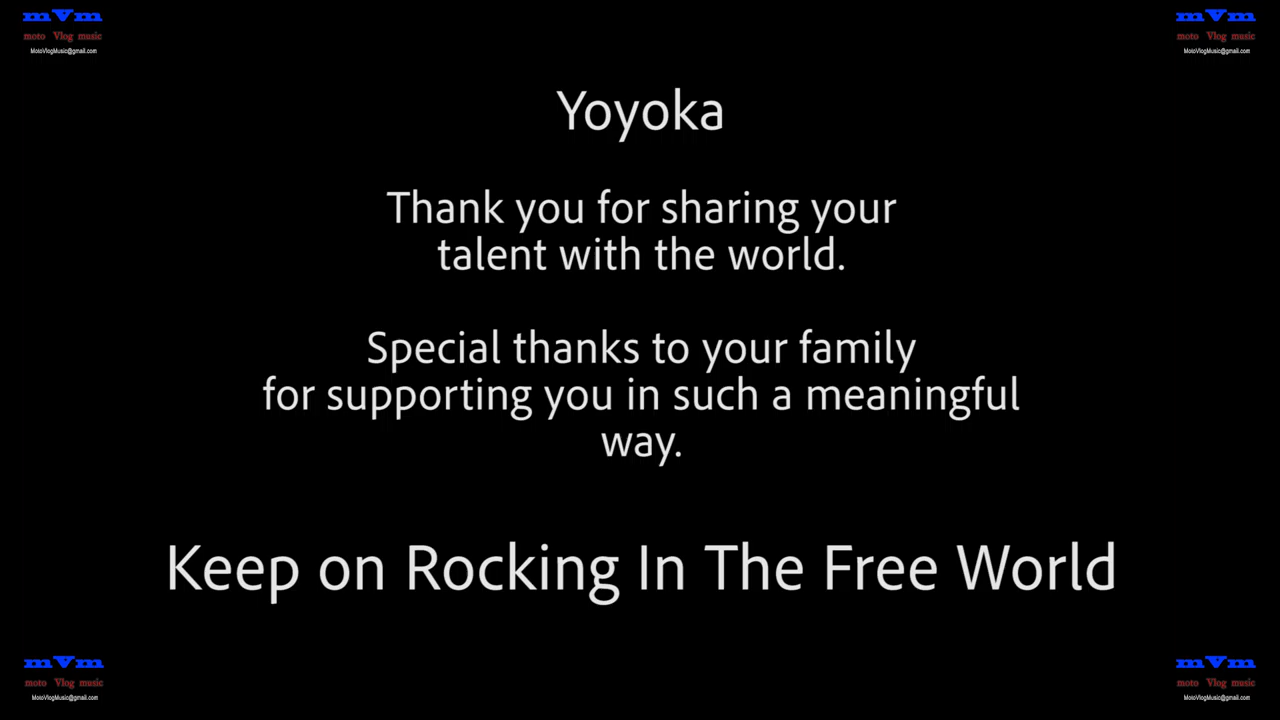 mVm
moto Vlog music
MotoVlogMusic@gmail.com
mVm
moto Vlog music
MotoVlogMusic@gmail.com
Yoyoka
Thank you for sharing your
talent with the world.
Special thanks to your family
for supporting you in such a meaningful
way.
Keep on Rocking In The Free World
mVm
moto Vlog music
MotoVlogMusic@gmail.com
mVm
moto Vlog music
MotoVlogMusic@gmail.com